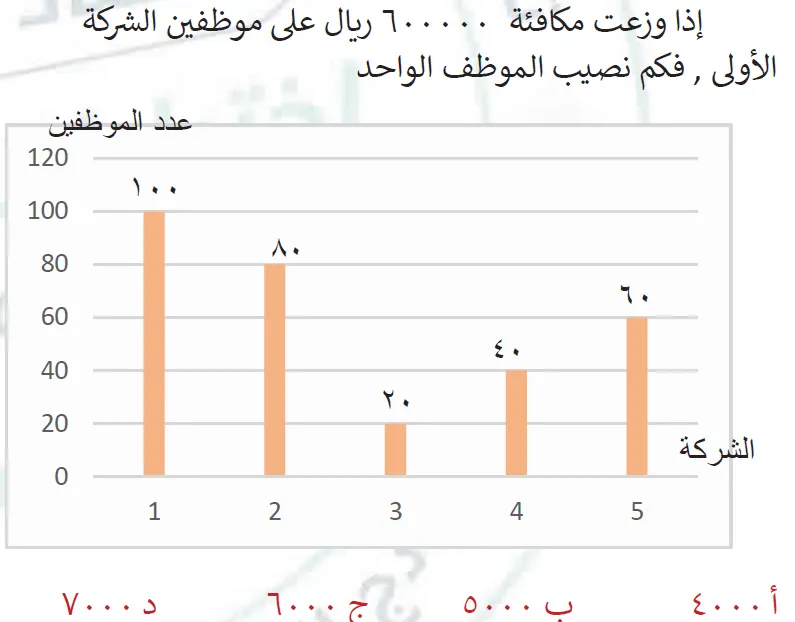 إذا وزعت مكافئة ٦٠٠٠٠٠ ريال على موظفين الشركة
الأولى , فكم نصيب الموظف الواحد
عدد الموظفين
120
100
80
60
40
20
0
١٠٠
٨٠
٢٠
٤٠
٦٠
الشركة
1 2 3 4 5
أ ٤٠٠٠ ب ٥٠٠٠ ج ٦٠٠٠ د ٧٠٠٠